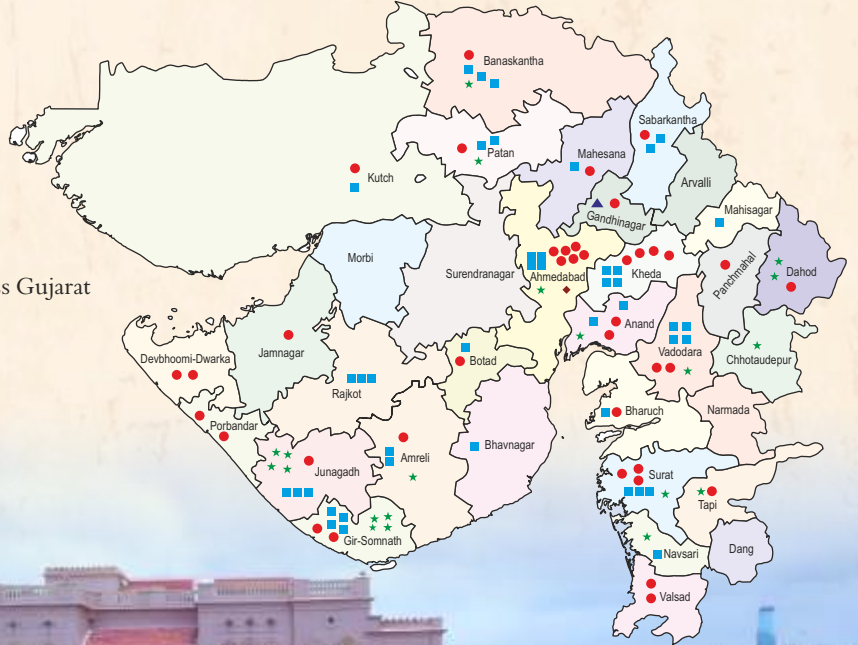 Banaskantha
Sabarkantha
Patan
Mahesana
Kutch
Arvalli
Mahisagar
Gandhinagar
Morbi
Surendranagar
Ahmedabad
Kheda
Panchmahal
Dahod
s Gujarat
Anand
Jamnagar
Devbhoomi-Dwarka
Botad
Vadodara
Chhotaudepur
Rajkot
Bharuch
Narmada
Porbandar
Bhavnagar
Amreli
Junagadh
Surat
Tapi
Gir-Somnath
Navsari
Dang
Valsad